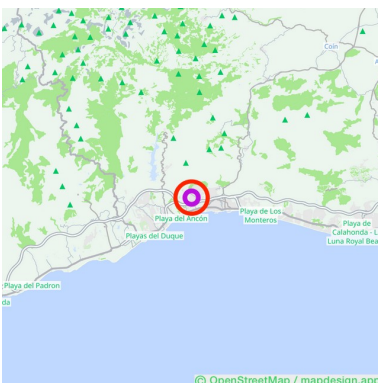 Coín
Playa del Ancón
Playa de Los
Monteros
Playa de
Calahonda - L
Luna Royal Bea
Playas del Duque
Playa del Padron
da
© OpenStreetMap / mapdesign.app